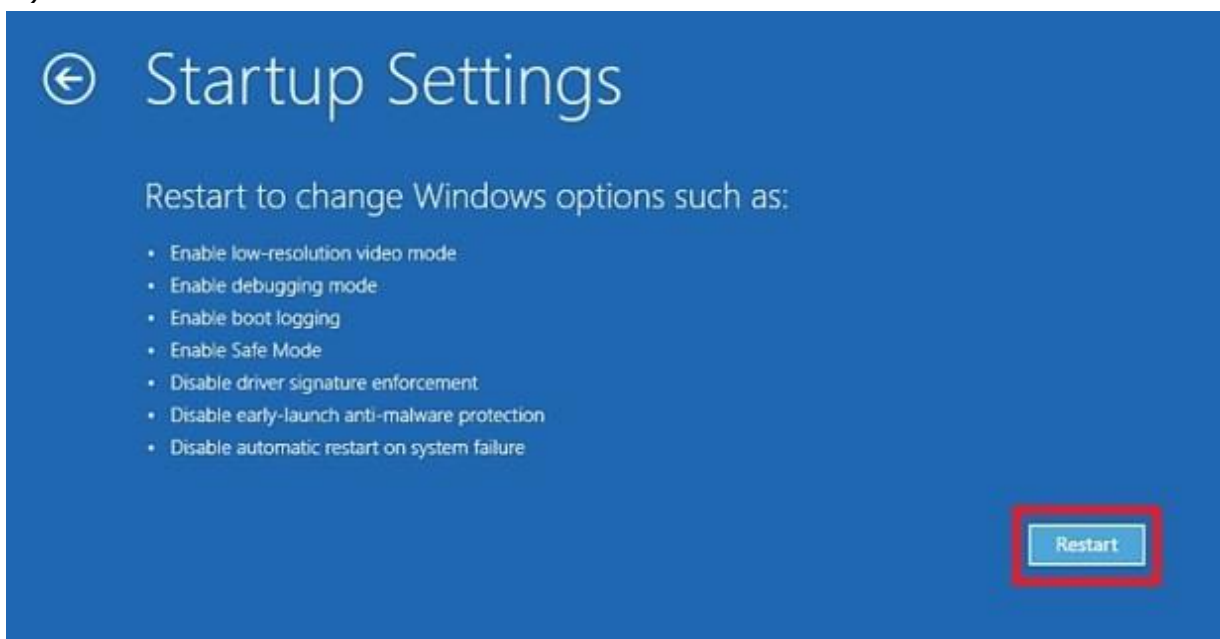 Startup Settings
Restart to change Windows options such as:
• Enable low-resolution video mode
• Enable debugging mode
• Enable boot logging
• Enable Safe Mode
• Disable driver signature enforcement
• Disable early-launch anti-malware protection
• Disable automatic restart on system failure
Restart